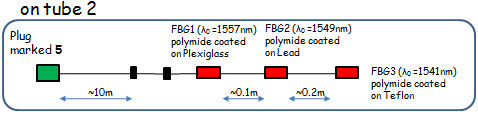 on tube 2
Plug
marked 5
FBG1 (λ0 =1557nm)
polymide coated
on Plexiglass
FBG2 (λ0 =1549nm)
polymide coated
on Lead
FBG3 (λ0 =1541nm)
polymide coated
on Teflon
~10m
~0.1m
~0.2m